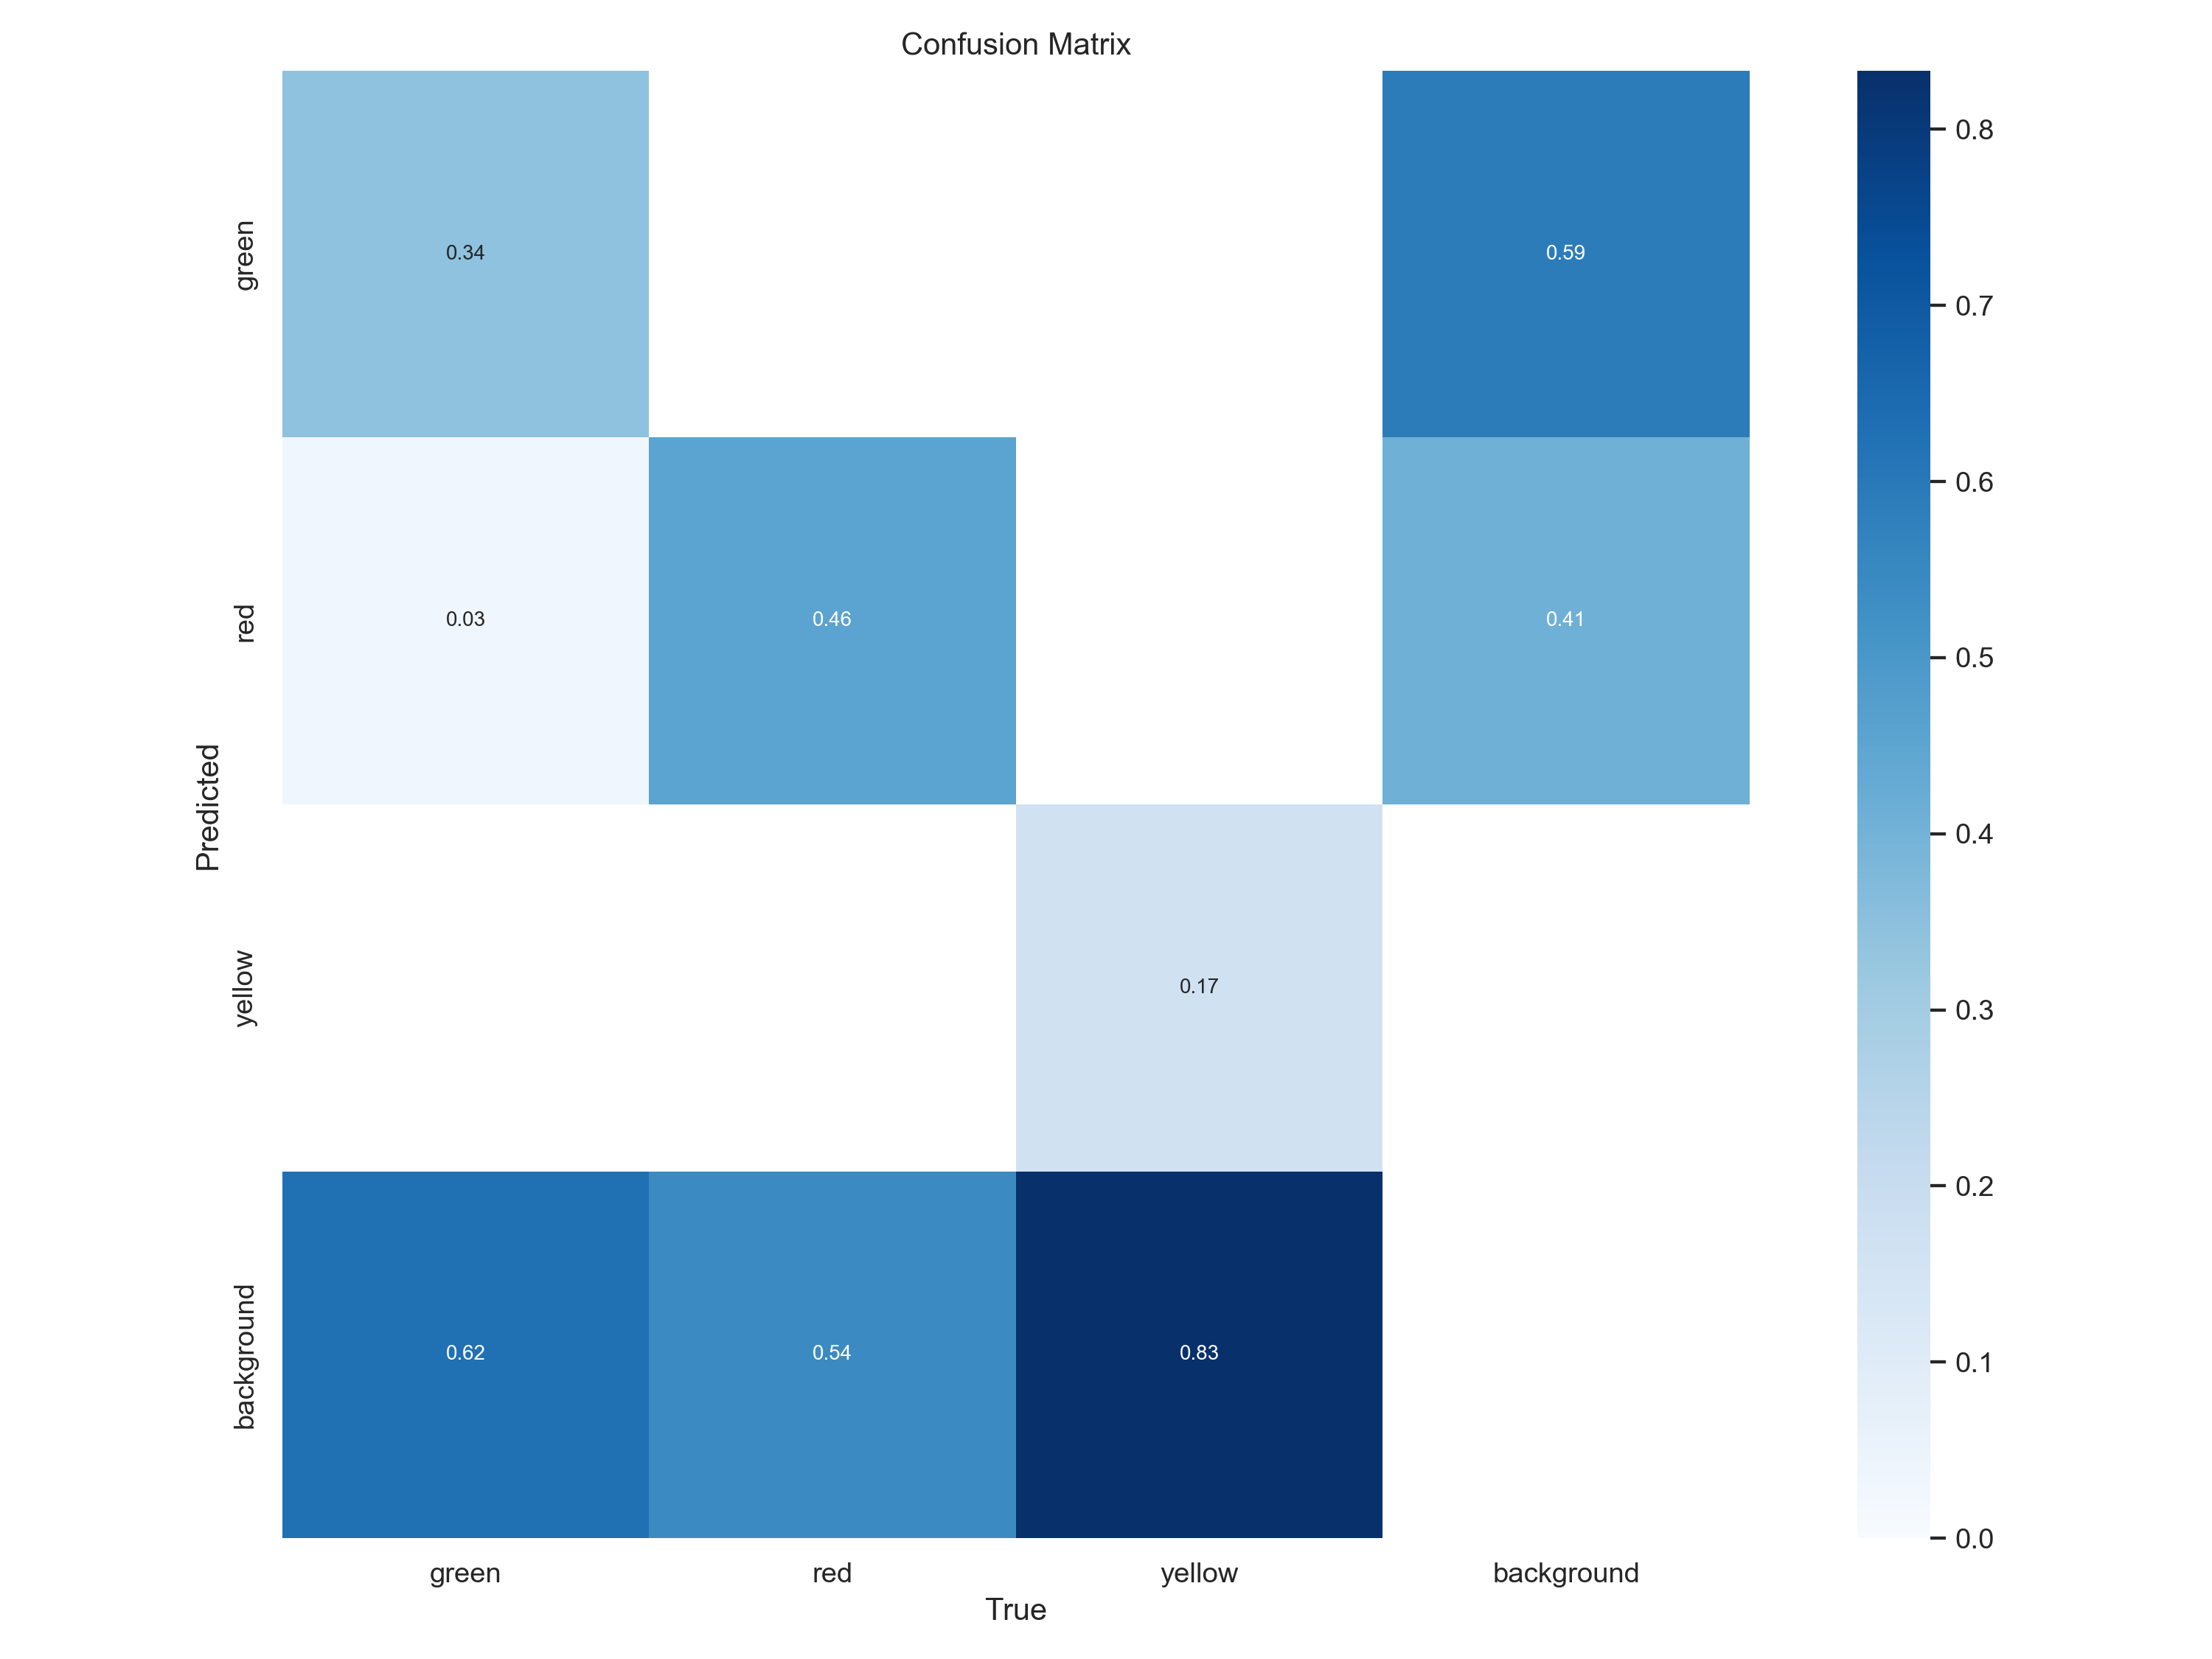 Confusion Matrix
green
0.34
0.59
red
0.03
0.46
0.41
Predicted
yellow
0.17
background
0.62
0.54
0.83
green
red
yellow
background
True
0.8
0.7
0.6
0.5
0.4
0.3
0.2
0.1
0.0